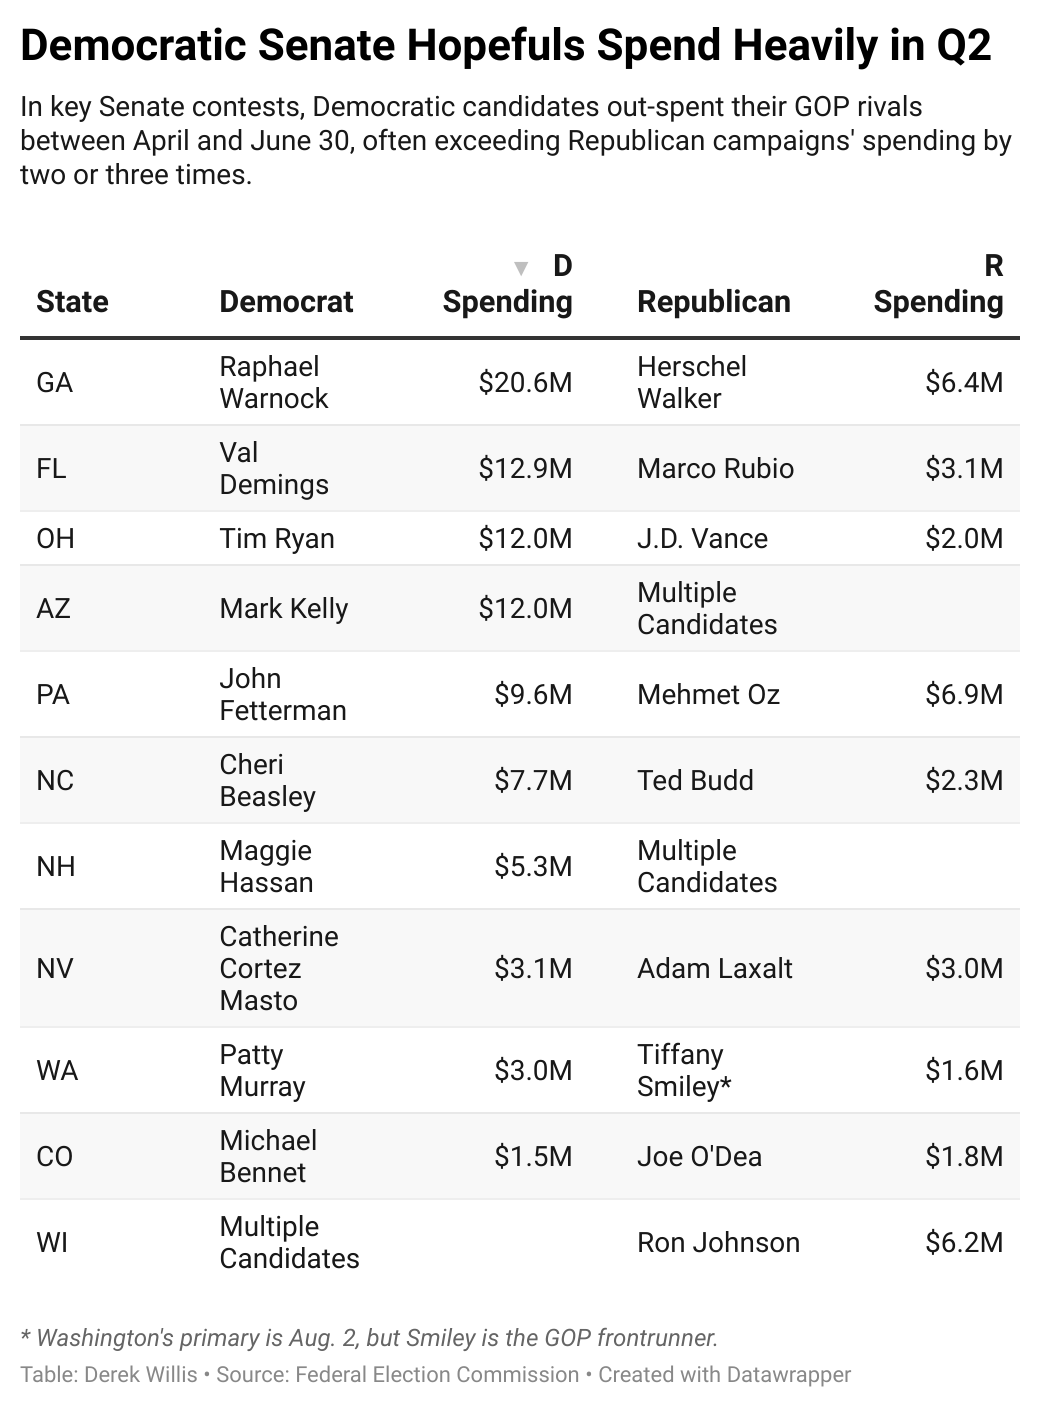 Democratic Senate Hopefuls Spend Heavily in Q2
In key Senate contests, Democratic candidates out-spent their GOP rivals
between April and June 30, often exceeding Republican campaigns' spending by
two or three times.
State Democrat ▼ D Spending Republican R Spending
GA Raphael Warnock $20.6M Herschel Walker $6.4M
FL Val Demings $12.9M Marco Rubio $3.1M
OH Tim Ryan $12.0M J.D. Vance $2.0M
AZ Mark Kelly $12.0M Multiple Candidates
PA John Fetterman $9.6M Mehmet Oz $6.9M
NC Cheri Beasley $7.7M Ted Budd $2.3M
NH Maggie Hassan $5.3M Multiple Candidates
NV Catherine Cortez Masto $3.1M Adam Laxalt $3.0M
WA Patty Murray $3.0M Tiffany Smiley* $1.6M
CO Michael Bennet $1.5M Joe O'Dea $1.8M
WI Multiple Candidates Ron Johnson $6.2M
* Washington's primary is Aug. 2, but Smiley is the GOP frontrunner.
Table: Derek Willis • Source: Federal Election Commission • Created with Datawrapper